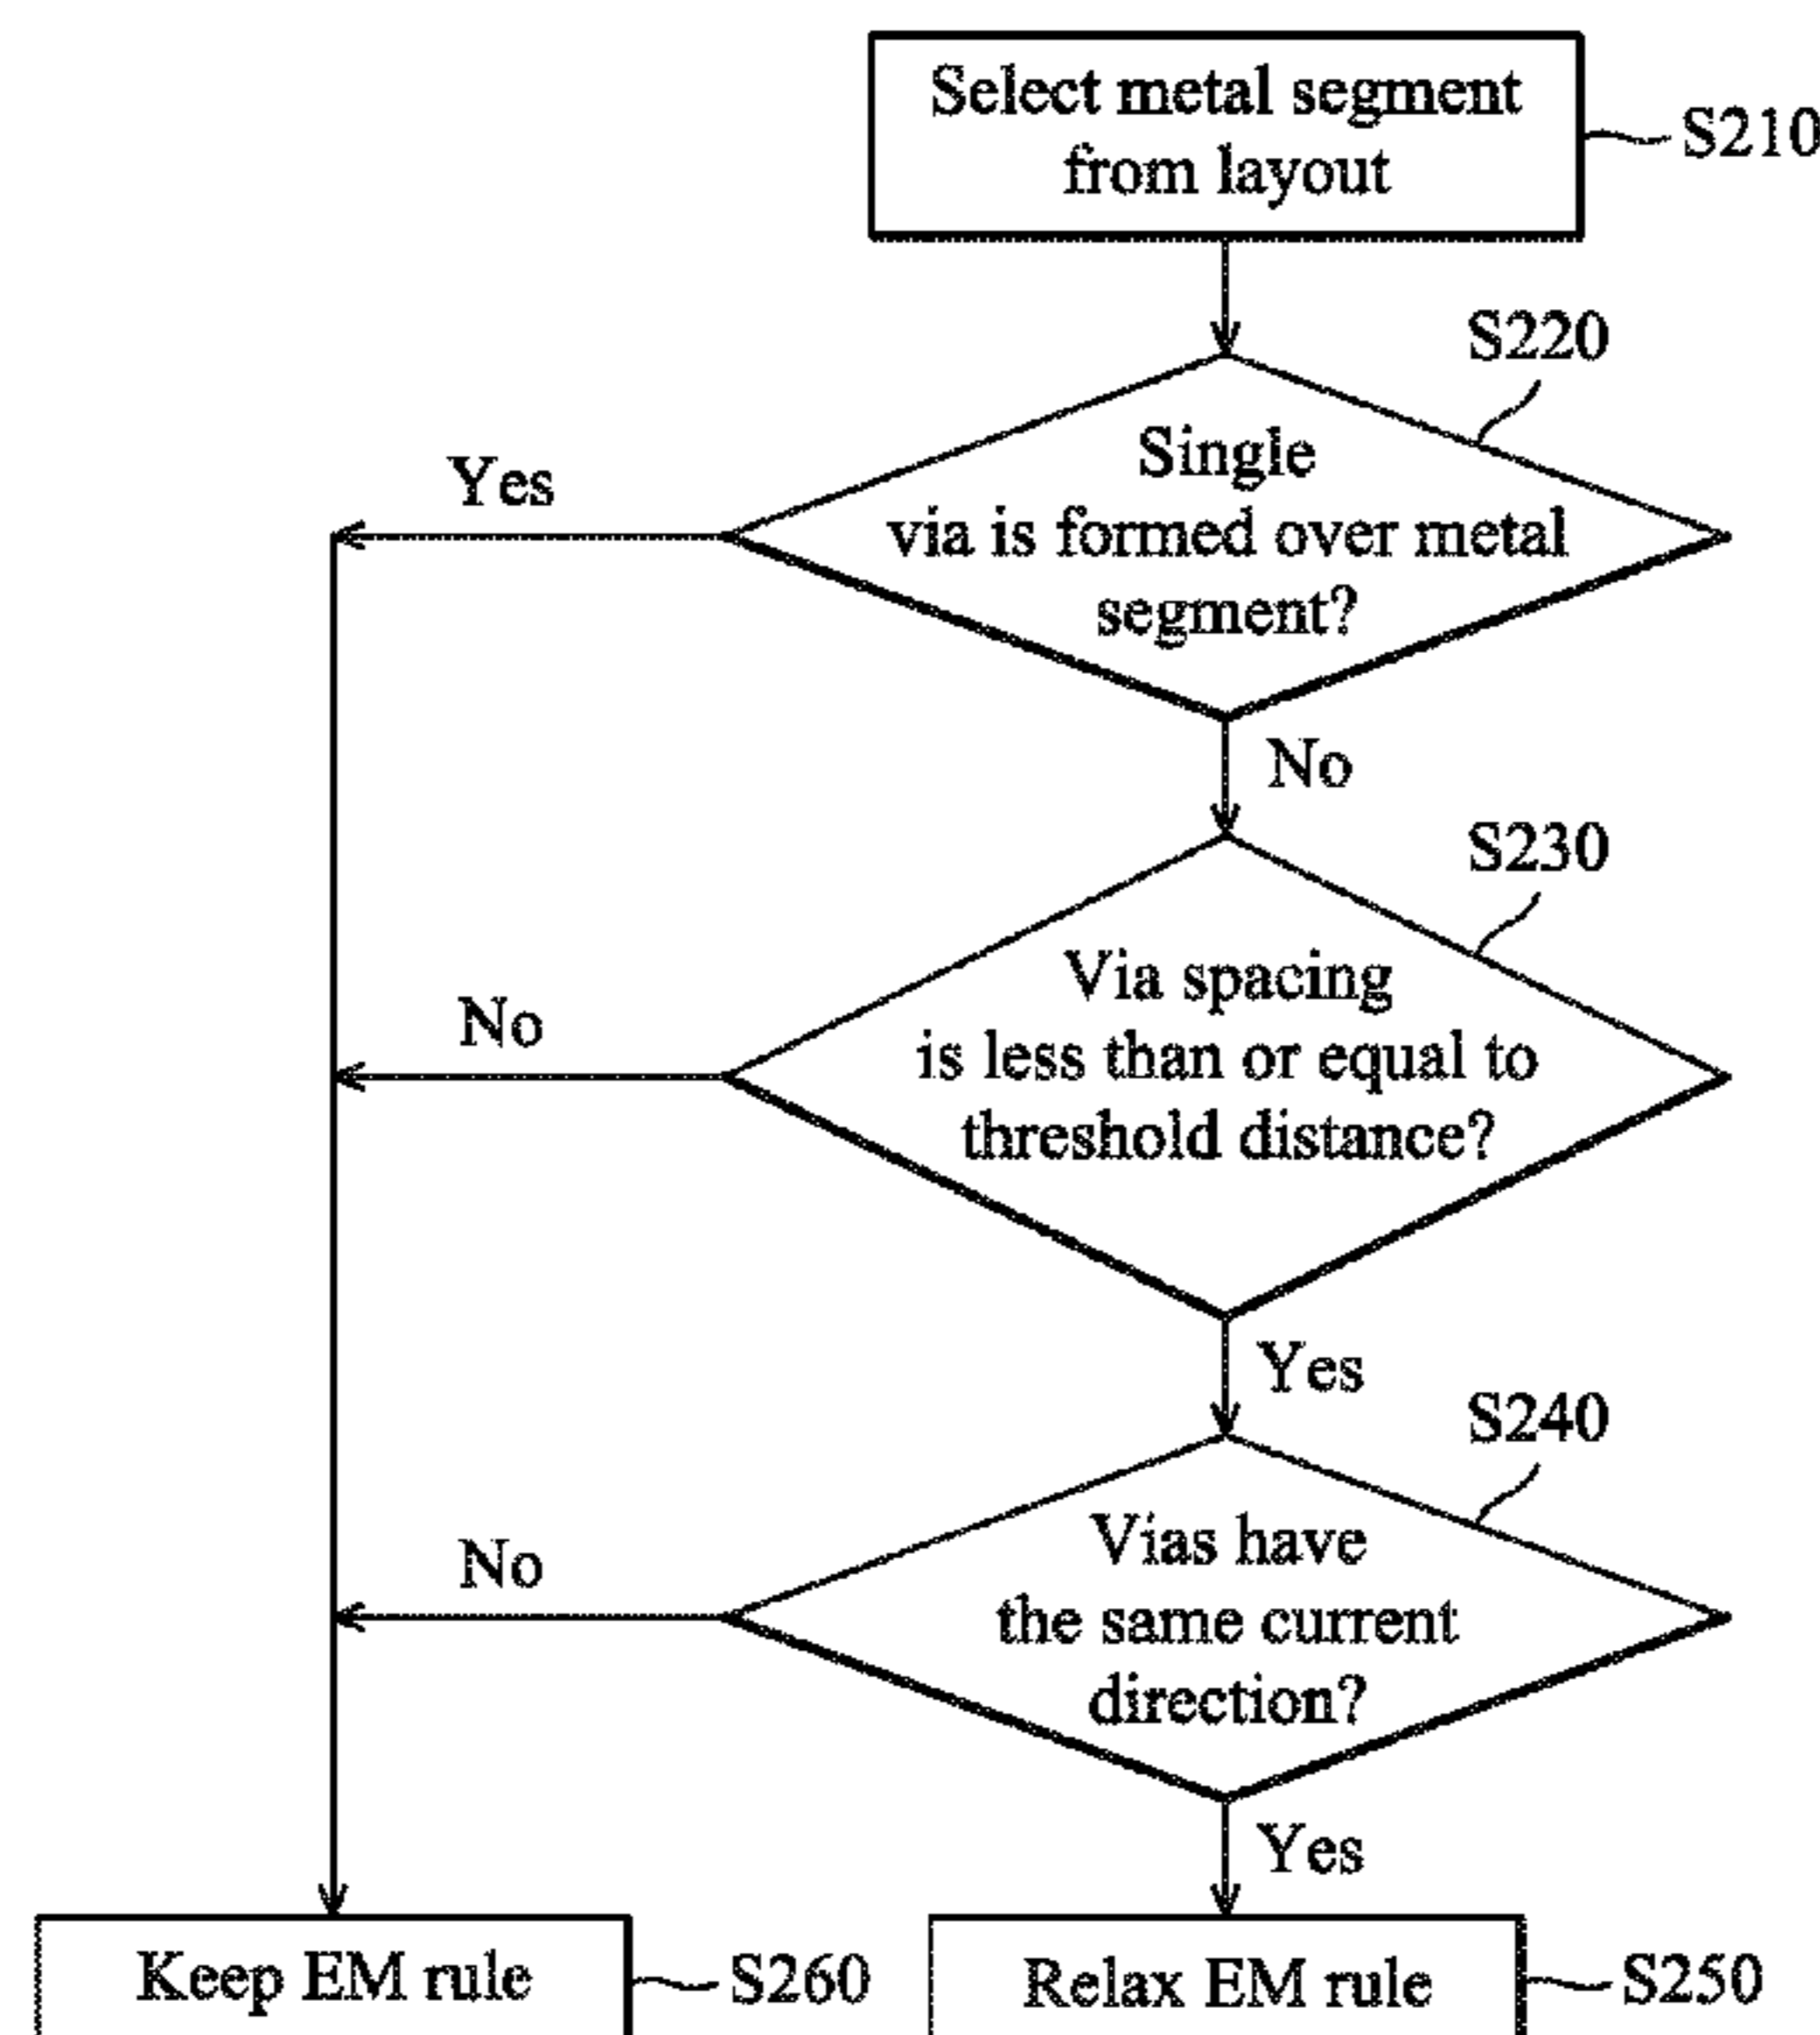 Select metal segment
from layout
S210
S220
Single
via is formed over metal
segment?
Yes
No
S230
Via spacing
is less than or equal to
threshold distance?
No
Yes
S240
Vias have
the same current
direction?
No
Yes
Keep EM rule
S260
Relax EM rule
S250